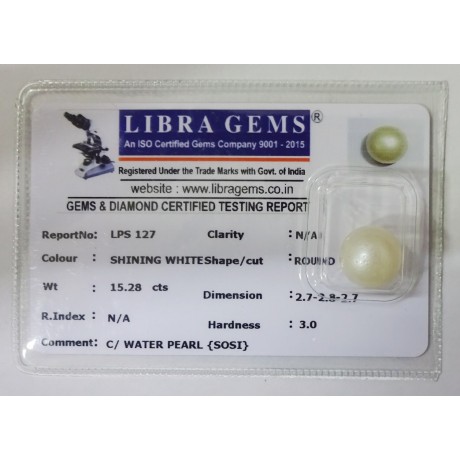 LIBRA GEMS®
An ISO Certified Gems Company 9001 - 2015
Registered Under the Trade Marks with Govt. of India
website : www.libragems.co.in
GEMS & DIAMOND CERTIFIED TESTING REPORT
ReportNo: LPS 127 Clarity : N/A
Colour : SHINING WHITE Shape/cut : ROUND
Wt : 15.28 cts Dimension : 2.7-2.8-2.7
R.Index : N/A Hardness : 3.0
Comment: C/ WATER PEARL {SOSI}